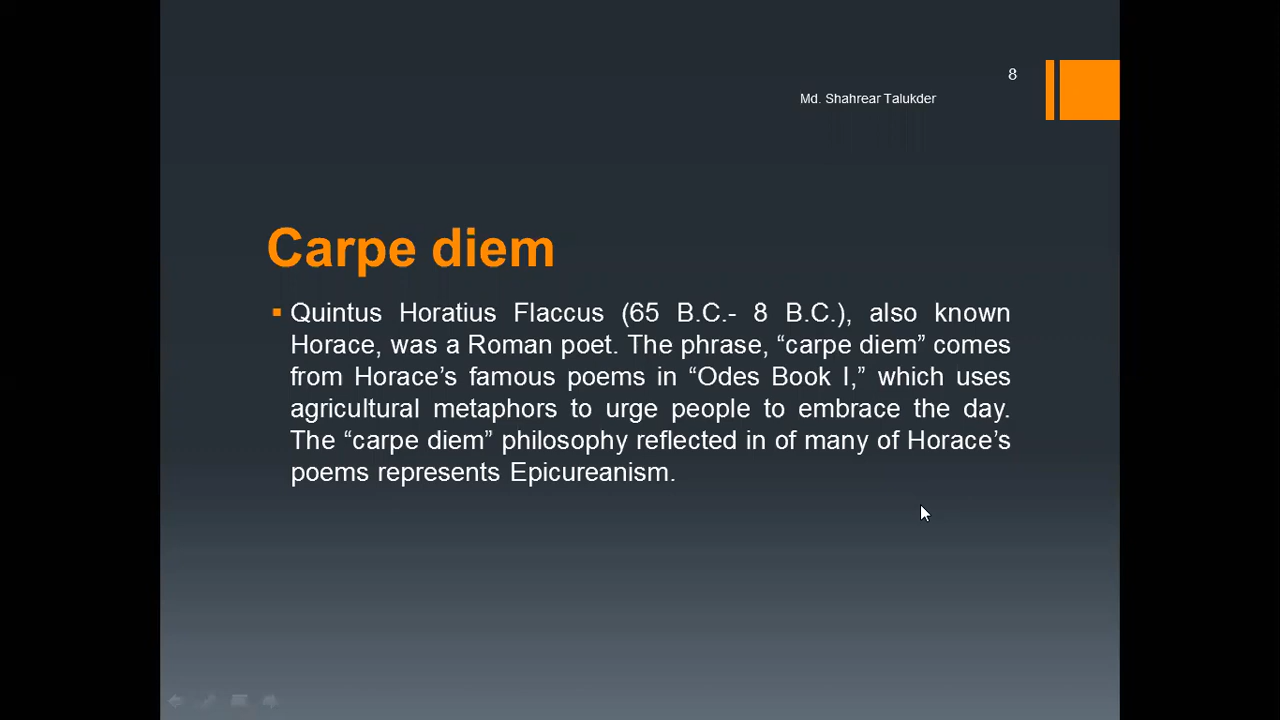 8
Md. Shahrear Talukder
Carpe diem
Quintus Horatius Flaccus (65 B.C.- 8 B.C.), also known
Horace, was a Roman poet. The phrase, “carpe diem” comes
from Horace’s famous poems in “Odes Book I,” which uses
agricultural metaphors to urge people to embrace the day.
The “carpe diem” philosophy reflected in of many of Horace’s
poems represents Epicureanism.